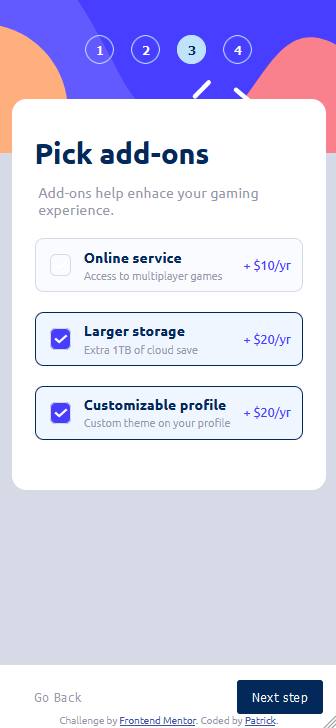 1 2 3 4
Pick add-ons
Add-ons help enhace your gaming
experience.
Online service
Access to multiplayer games
+ $10/yr
Larger storage
Extra 1TB of cloud save
+ $20/yr
Customizable profile
Custom theme on your profile
+ $20/yr
Go Back
Next step
Challenge by Frontend Mentor. Coded by Patrick.